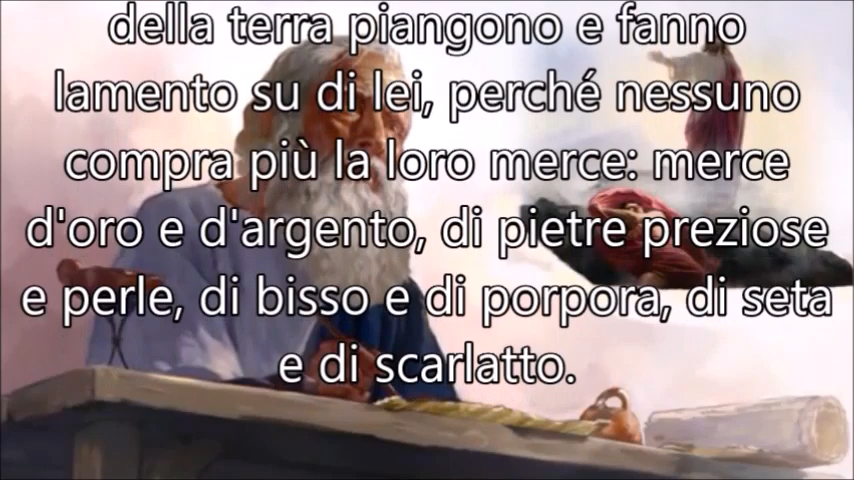 della terra piangono e fanno
lamento su di lei, perché nessuno
compra più la loro merce: merce
d'oro e d'argento, di pietre preziose
e perle, di bisso e di porpora, di seta
e di scarlatto.